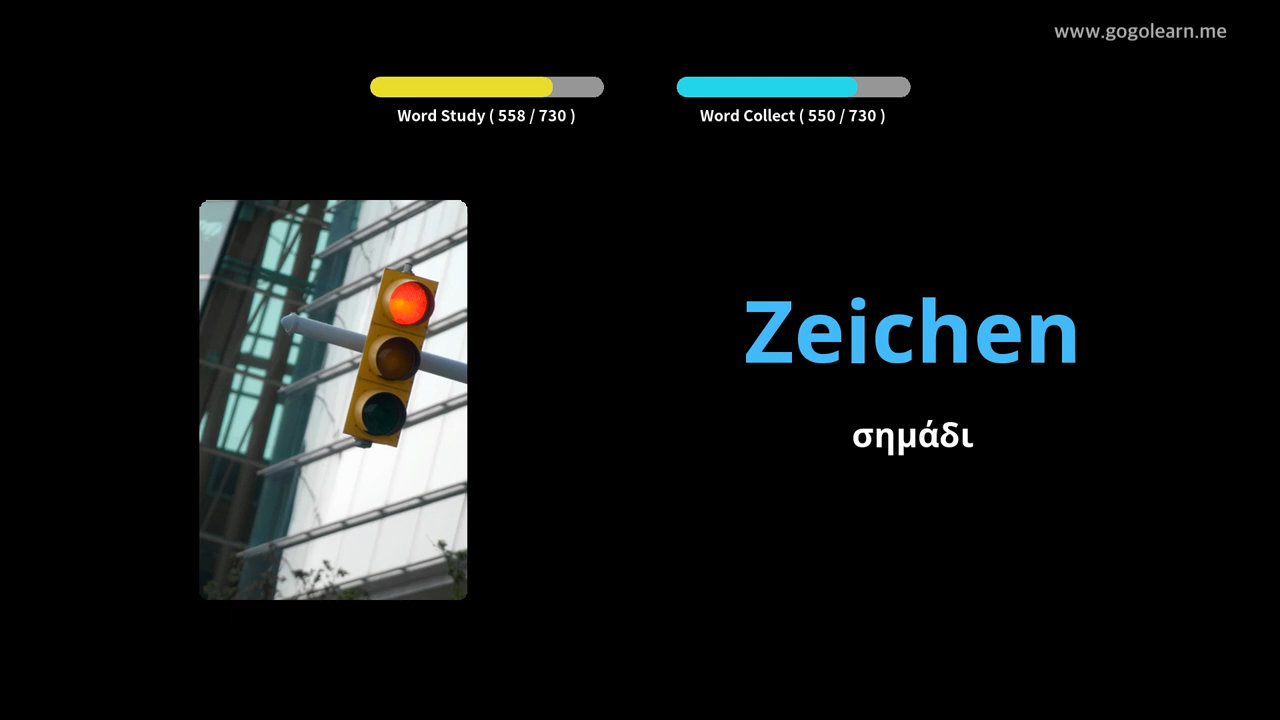 www.gogolearn.me
Word Study ( 558 / 730 )
Word Collect ( 550 / 730 )
Zeichen
σημάδι